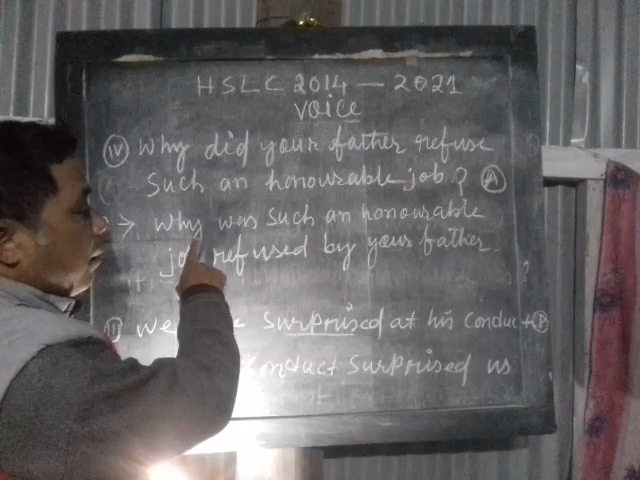 HSLC 2014 — 2021
voice
(IV) Why did your father refuse
such an honourable job? (A)
→ Why was such an honourable
refused by your father
(II) We surprised at his conduct (P)
conduct surprised us